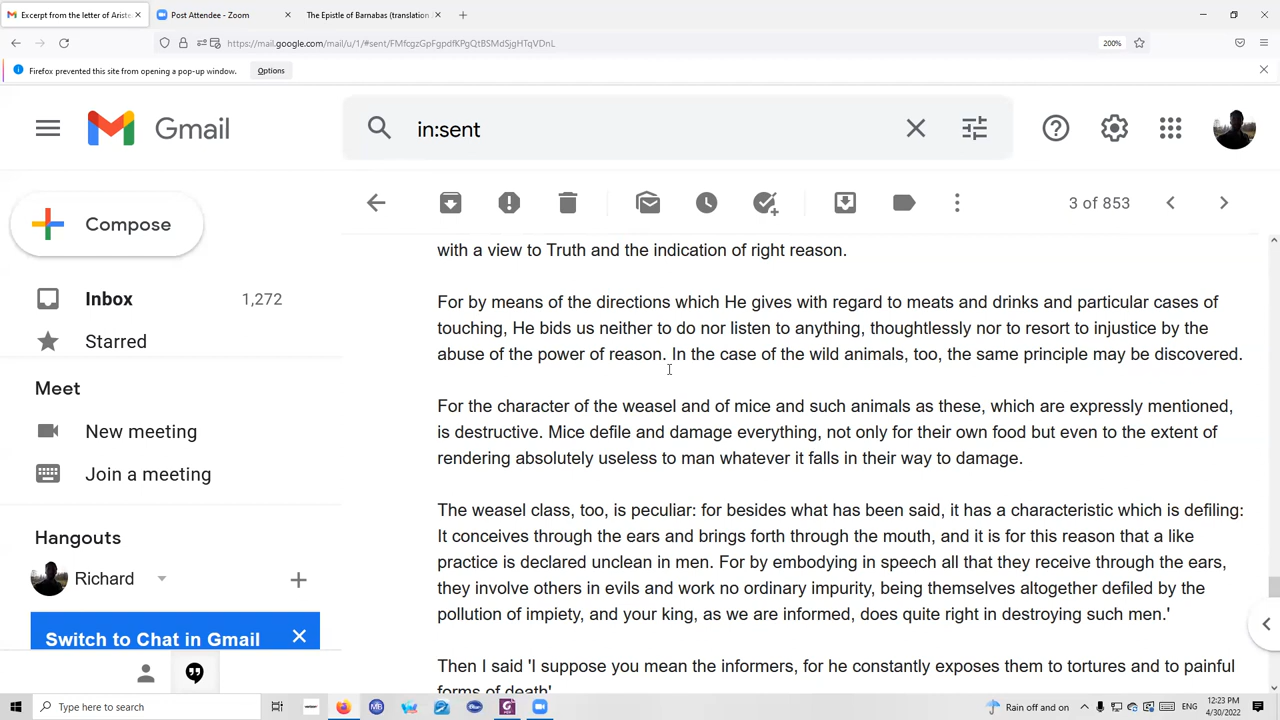 Excerpt from the letter of Ariste
Post Attendee - Zoom
The Epistle of Barnabas (translation
https://mail.google.com/mail/u/1/#sent/FMfcgzGpFgpdfKPgQtBSMdSjgHTqVDnL
200%
Firefox prevented this site from opening a pop-up window.
Options
Gmail
in:sent
Compose
3 of 853
Inbox 1,272
Starred
Meet
New meeting
Join a meeting
Hangouts
Richard
Switch to Chat in Gmail
with a view to Truth and the indication of right reason.
For by means of the directions which He gives with regard to meats and drinks and particular cases of
touching, He bids us neither to do nor listen to anything, thoughtlessly nor to resort to injustice by the
abuse of the power of reason. In the case of the wild animals, too, the same principle may be discovered.
For the character of the weasel and of mice and such animals as these, which are expressly mentioned,
is destructive. Mice defile and damage everything, not only for their own food but even to the extent of
rendering absolutely useless to man whatever it falls in their way to damage.
The weasel class, too, is peculiar: for besides what has been said, it has a characteristic which is defiling:
It conceives through the ears and brings forth through the mouth, and it is for this reason that a like
practice is declared unclean in men. For by embodying in speech all that they receive through the ears,
they involve others in evils and work no ordinary impurity, being themselves altogether defiled by the
pollution of impiety, and your king, as we are informed, does quite right in destroying such men.'
Then I said 'I suppose you mean the informers, for he constantly exposes them to tortures and to painful
forms of death'
Type here to search
MB
Rain off and on
ENG
12:23 PM
4/30/2022